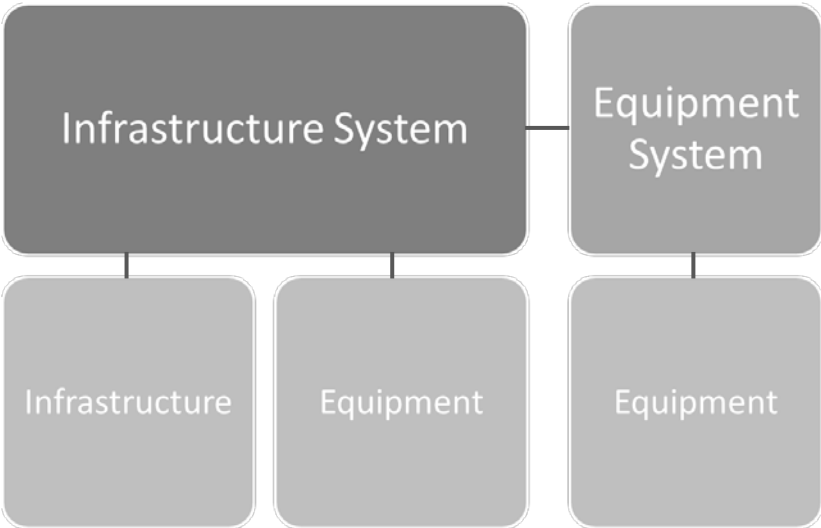 Infrastructure System
Equipment
System
Infrastructure
Equipment
Equipment